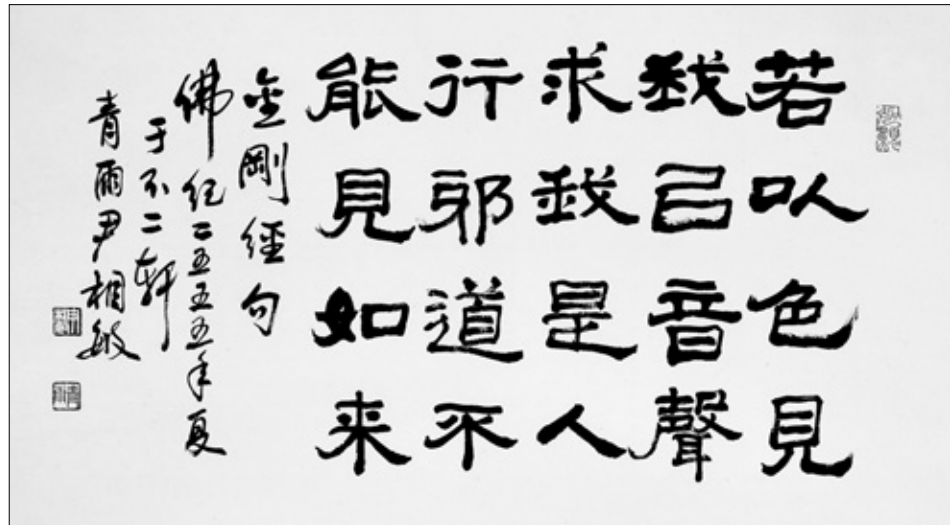 若以色見
我已音聲
求我是人
行邪道不
能見如来
金剛經句
佛紀二五五五年夏
于不二軒
青雨尹相敏